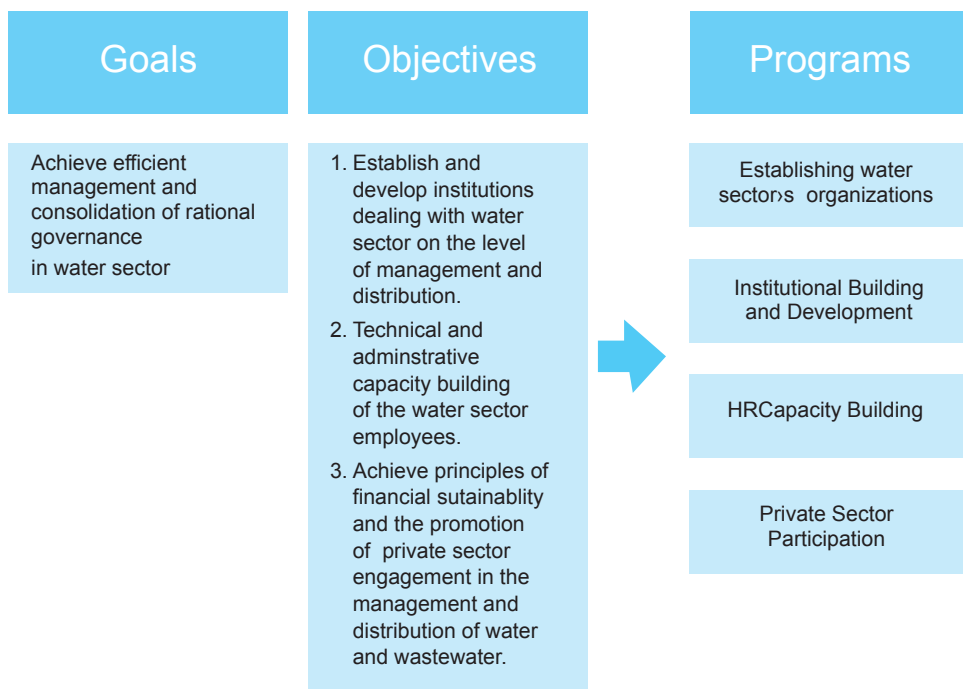 Goals
Objectives
Programs
Achieve efficient
management and
consolidation of rational
governance
in water sector
1. Establish and
develop institutions
dealing with water
sector on the level
of management and
distribution.
2. Technical and
adminstrative
capacity building
of the water sector
employees.
3. Achieve principles of
financial sutainablity
and the promotion
of  private sector
engagement in the
management and
distribution of water
and wastewater.
Establishing water
sector›s  organizations
Institutional Building
and Development
HRCapacity Building
Private Sector
Participation